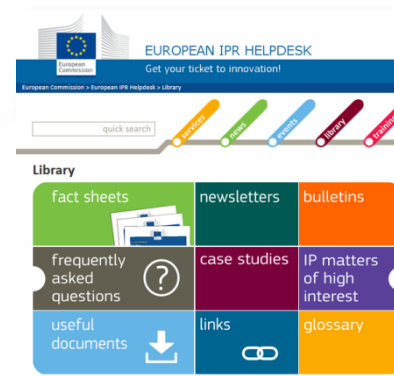 EUROPEAN IPR HELPDESK
European
Commission
Get your ticket to innovation!
European Commission > European IPR Helpdesk > Library
quick search
services
news
events
library
training
Library
fact sheets
newsletters
bulletins
frequently
asked
questions
case studies
IP matters
of high
interest
useful
documents
links
glossary